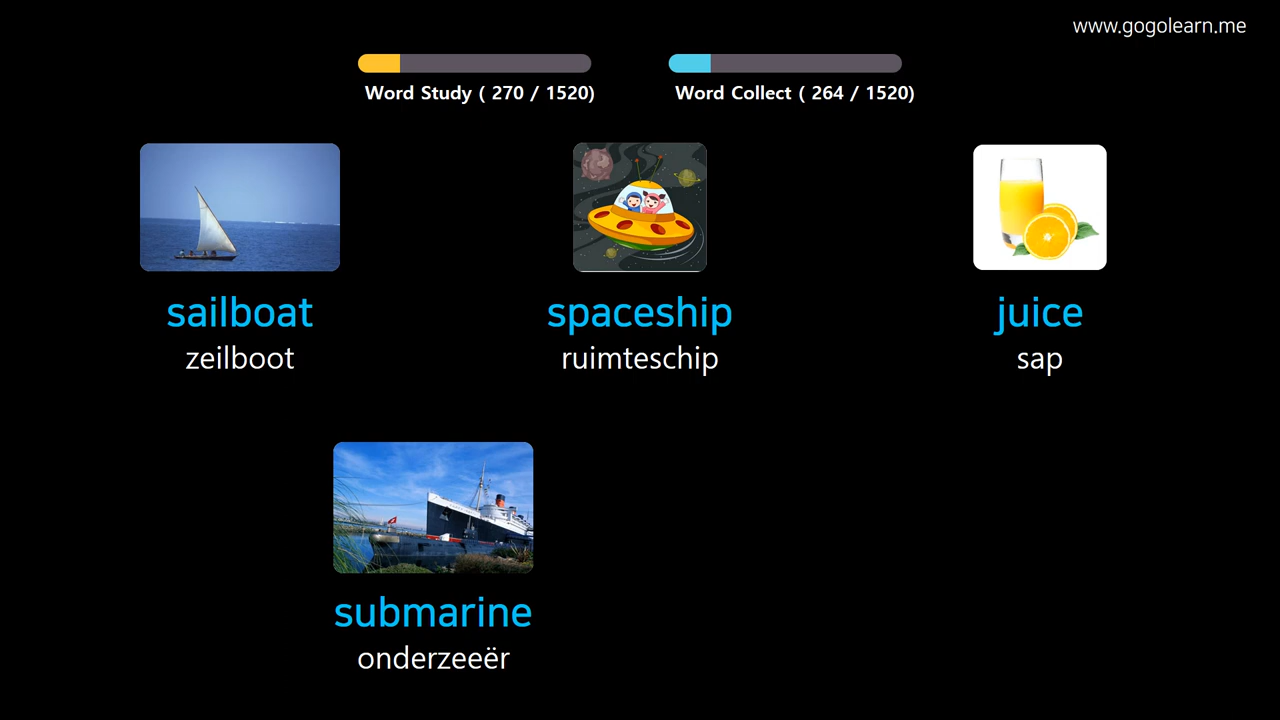 www.gogolearn.me
Word Study ( 270 / 1520)
Word Collect ( 264 / 1520)
sailboat
zeilboot
spaceship
ruimteschip
juice
sap
submarine
onderzeeër